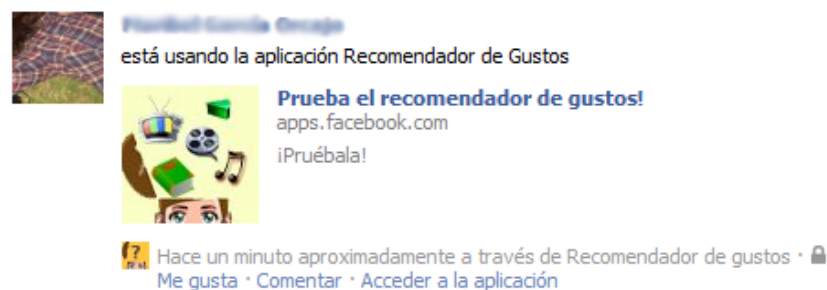 está usando la aplicación Recomendador de Gustos
Prueba el recomendador de gustos!
apps.facebook.com
¡Pruébala!
Hace un minuto aproximadamente a través de Recomendador de gustos ·
Me gusta · Comentar · Acceder a la aplicación